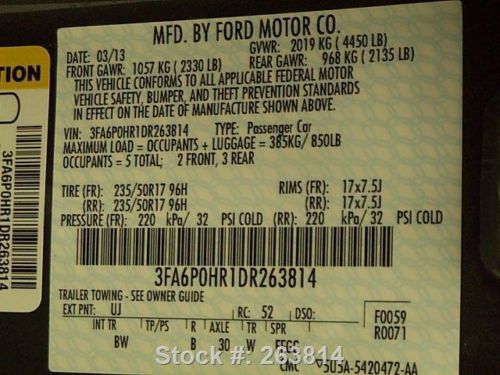 MFD. BY FORD MOTOR CO.
DATE: 03/13 GVWR: 2019 KG (4450 LB)
FRONT GAWR: 1057 KG (2330 LB) REAR GAWR: 968 KG (2135 LB)
THIS VEHICLE CONFORMS TO ALL APPLICABLE FEDERAL MOTOR
VEHICLE SAFETY, BUMPER, AND THEFT PREVENTION STANDARDS
IN EFFECT ON THE DATE OF MANUFACTURE SHOWN ABOVE.
VIN: 3FA6P0HR1DR263814 TYPE: Passenger Car
MAXIMUM LOAD = OCCUPANTS + LUGGAGE = 385KG/ 850LB
OCCUPANTS = 5 TOTAL; 2 FRONT, 3 REAR
TIRE (FR): 235/50R17 96H RIMS (FR): 17x7.5J
(RR): 235/50R17 96H (RR): 17x7.5J
PRESSURE (FR): 220 kPa/ 32 PSI COLD (RR): 220 kPa/ 32 PSI COLD
3FA6P0HR1DR263814
TRAILER TOWING - SEE OWNER GUIDE
EXT PNT: UJ RC: 52 DSO: F0059
R0071
INT TR TP/PS R AXLE TR SPR
BW B 30 W EEGG
CMC 5U5A-5420472-AA
Stock #: 263814
TION
3FA6P0HR1DR263814